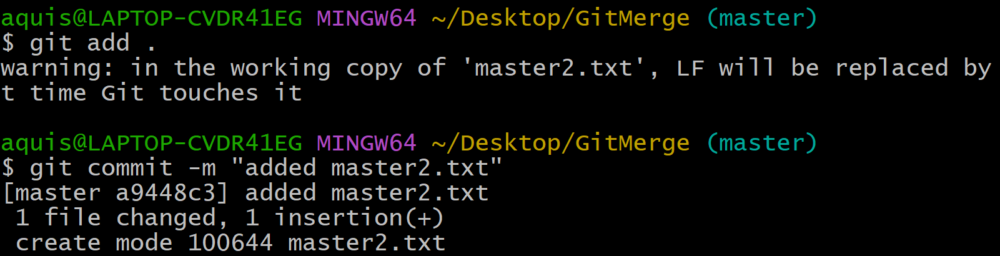 aquis@LAPTOP-CVDR41EG MINGW64 ~/Desktop/GitMerge (master)
$ git add .
warning: in the working copy of 'master2.txt', LF will be replaced by
t time Git touches it
aquis@LAPTOP-CVDR41EG MINGW64 ~/Desktop/GitMerge (master)
$ git commit -m "added master2.txt"
[master a9448c3] added master2.txt
1 file changed, 1 insertion(+)
create mode 100644 master2.txt